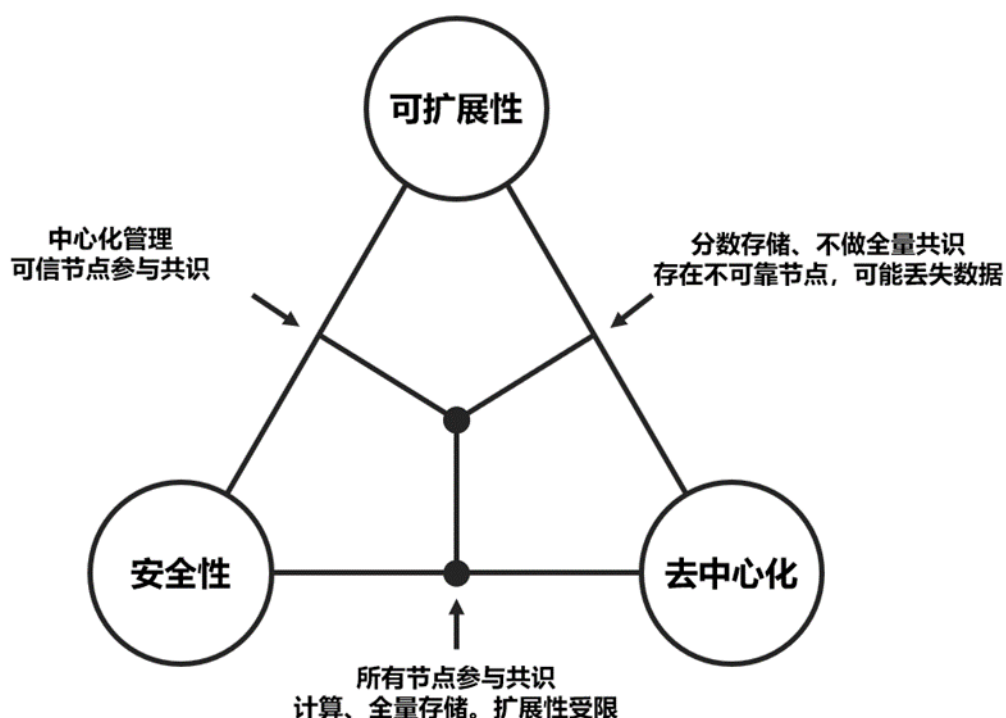 可扩展性
中心化管理
可信节点参与共识
分数存储、不做全量共识
存在不可靠节点，可能丢失数据
安全性
去中心化
所有节点参与共识
计算、全量存储。扩展性受限